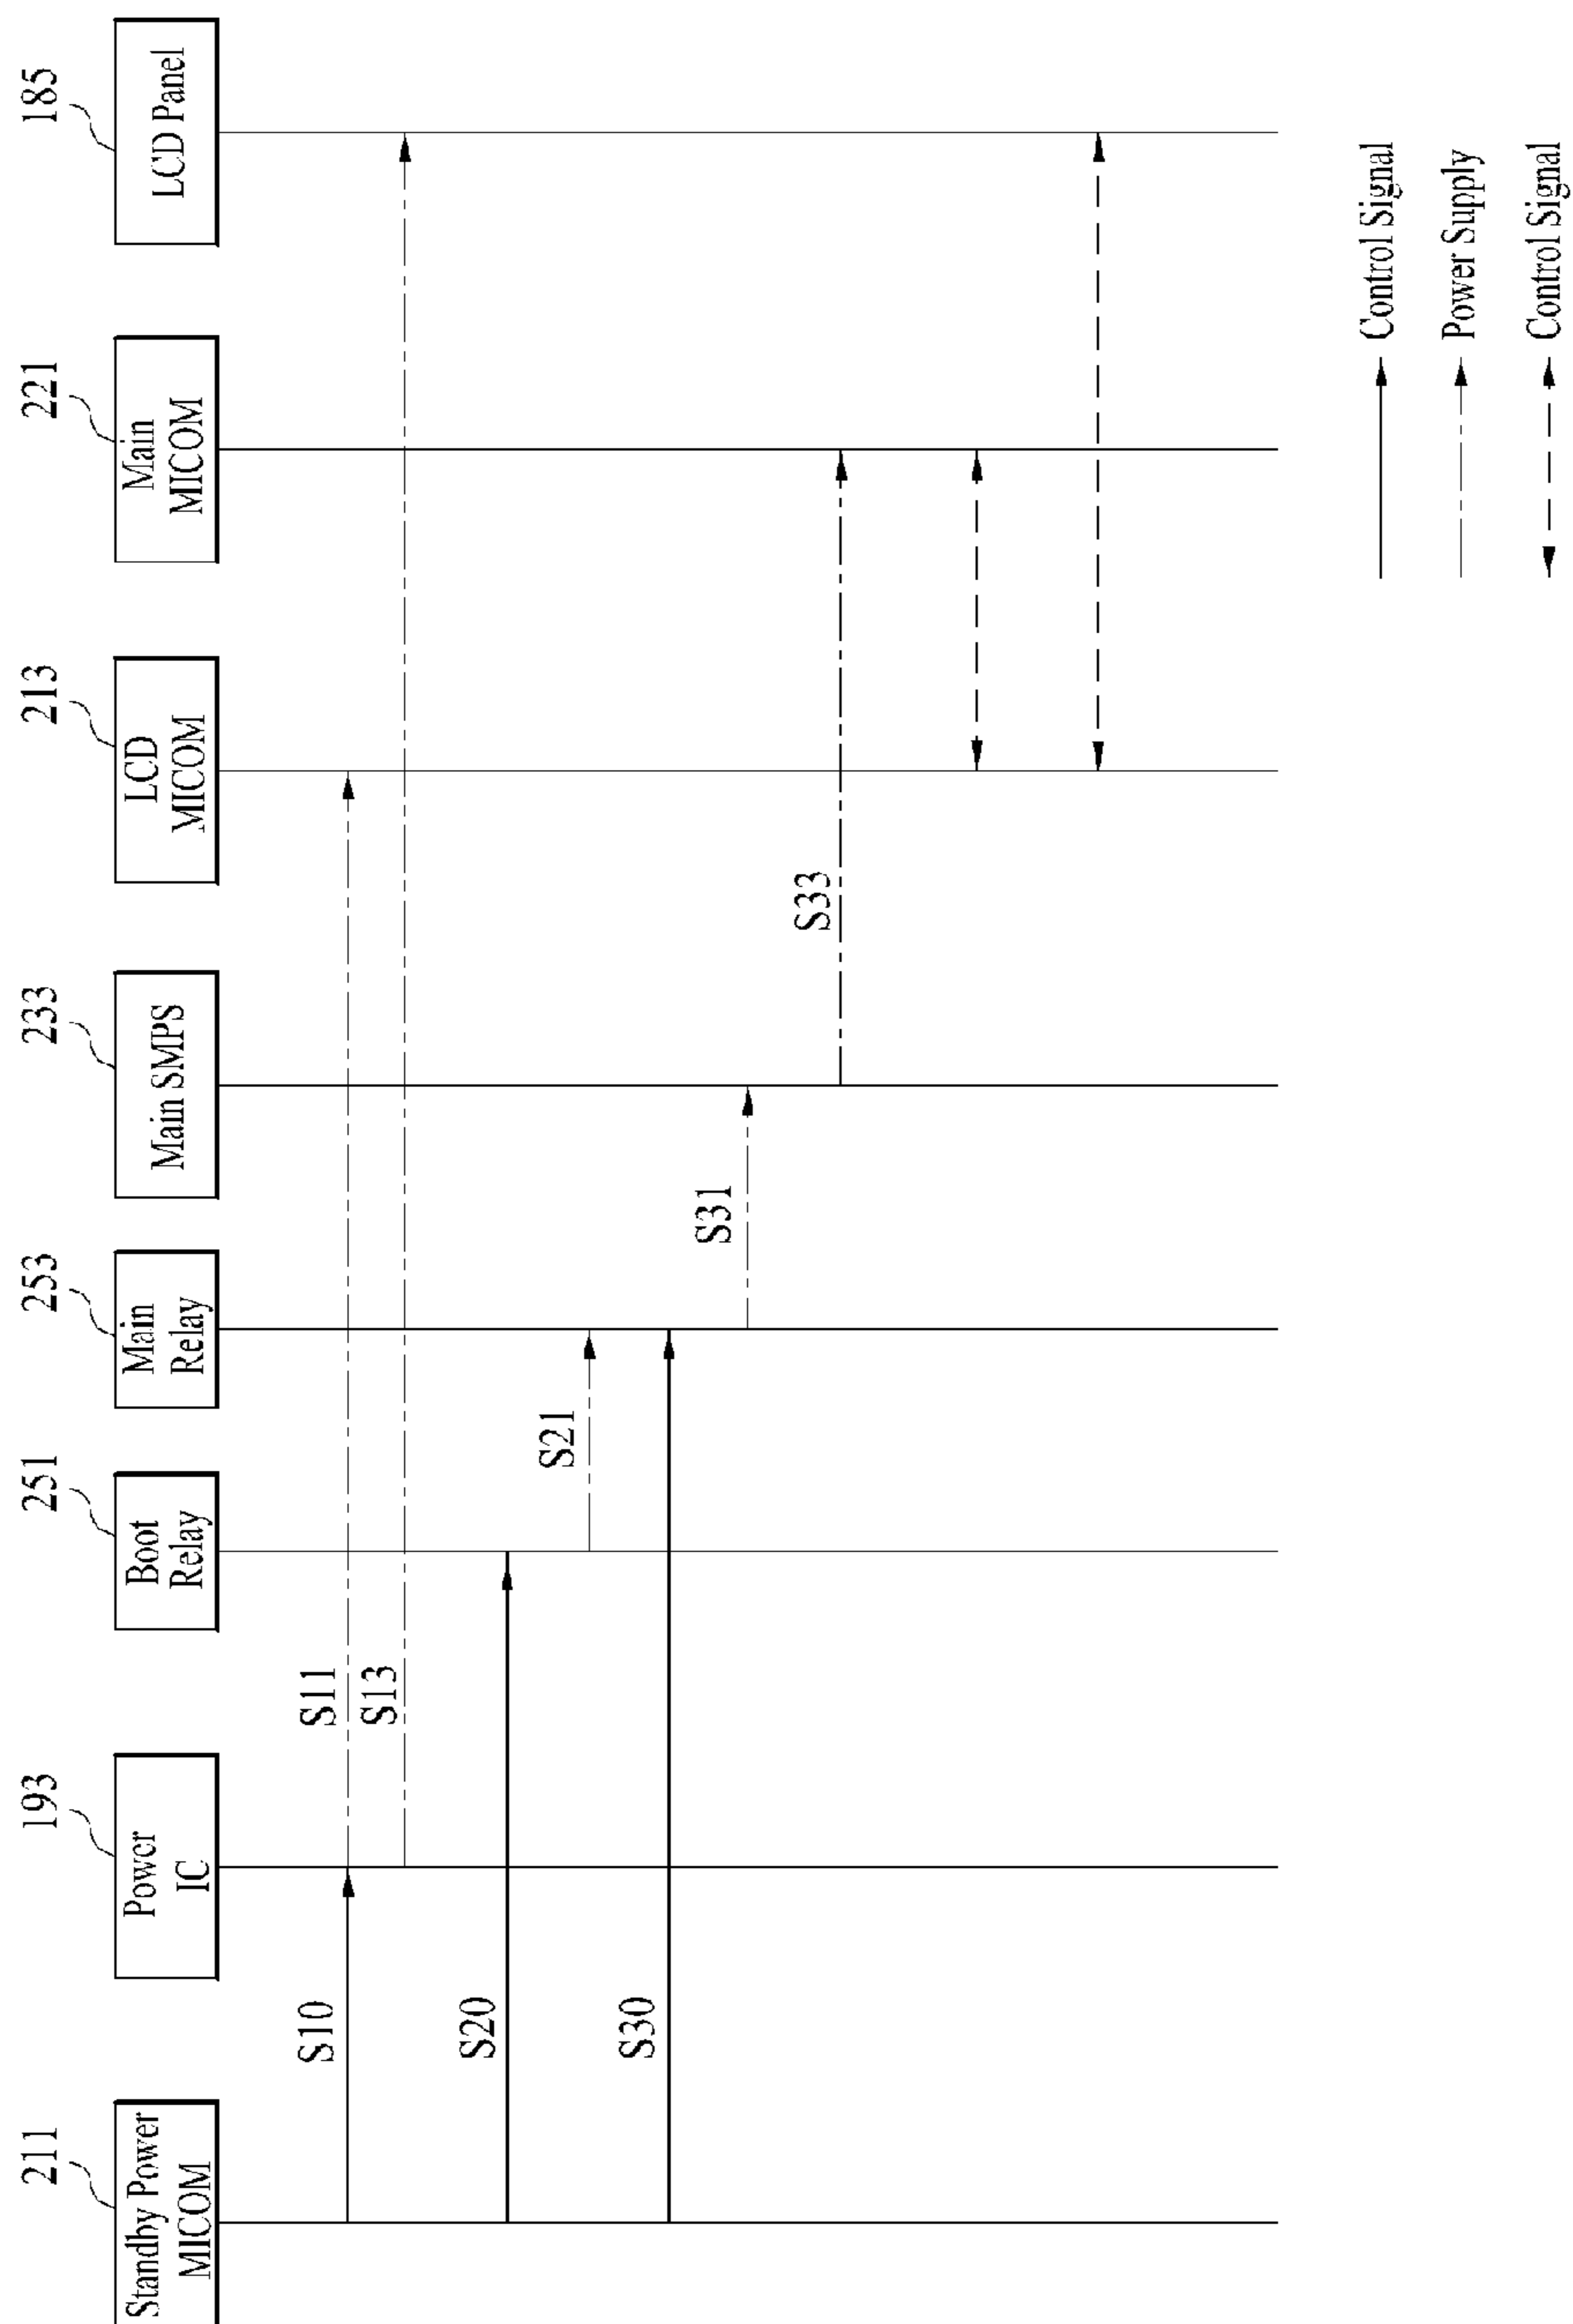 211
Standby Power
MICOM
193
Power
IC
251
Boot
Relay
253
Main
Relay
233
Main SMPS
213
LCD
MICOM
221
Main
MICOM
185
LCD Panel
S10
S11
S13
S20
S21
S30
S31
S33
Control Signal
Power Supply
Control Signal